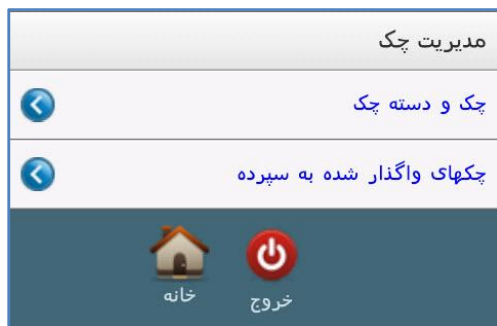 مدیریت چک
چک و دسته چک
چکهای واگذار شده به سپرده
خروج
خانه